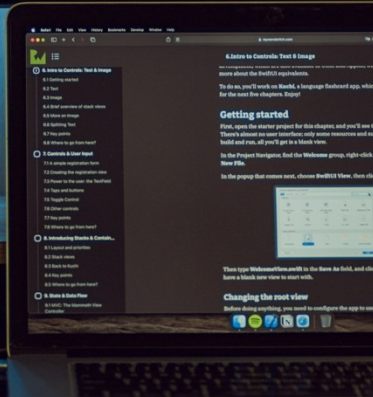 Safari File Edit View History Bookmarks Develop Window Help
raywenderlich.com
6. Intro to Controls: Text & Image
6.1 Getting started
6.2 Text
6.3 Image
6.4 Brief overview of stack views
6.5 More on Image
6.6 Splitting Text
6.7 Key points
6.8 Where to go from here?
7. Controls & User Input
7.1 A simple registration form
7.2 Creating the registration view
7.3 Power to the user: the TextField
7.4 Taps and buttons
7.5 Toggle Control
7.6 Other controls
7.7 Key points
7.8 Where to go from here?
8. Introducing Stacks & Contain...
8.1 Layout and priorities
8.2 Stack views
8.3 Back to Kuchi
8.4 Key points
8.5 Where to go from here?
9. State & Data Flow
9.1 MVC: The Mammoth View
Controller
6. Intro to Controls: Text & Image
more about the SwiftUI equivalents.
To do so, you'll work on Kuchi, a language flashcard app, whic
for the next five chapters. Enjoy!
Getting started
First, open the starter project for this chapter, and you'll see t
There's almost no user interface; only some resources and su
build and run, all you'll get is a blank view.
In the Project Navigator, find the Welcome group, right-click
New File.
In the popup that comes next, choose SwiftUI View, then clic
Then type WelcomeView.swift in the Save As field, and clic
have a blank new view to start with.
Changing the root view
Before doing anything, you need to configure the app to use